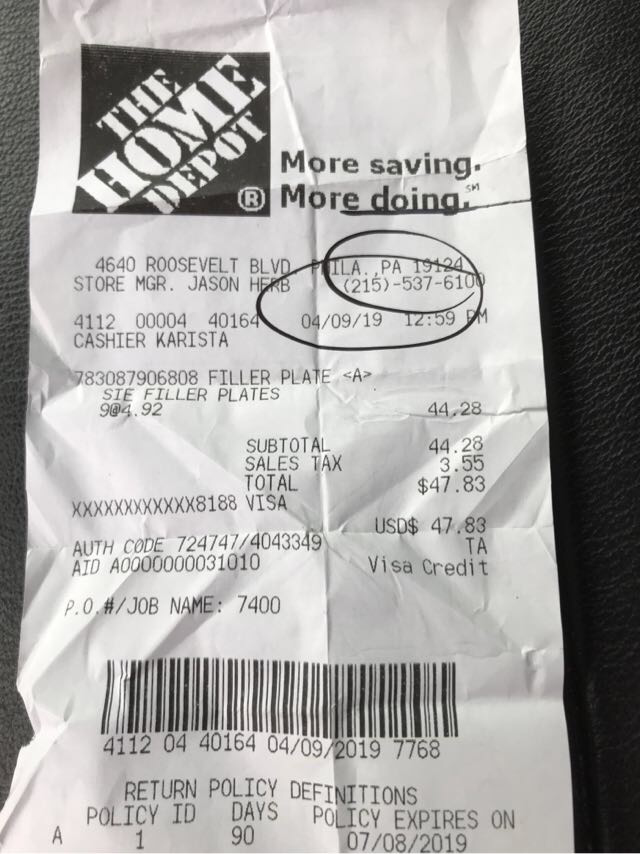 THE
HOME
DEPOT
®
More saving.
More doing.℠
4640 ROOSEVELT BLVD, PHILA.,PA 19124
STORE MGR. JASON HERB (215)-537-6100
4112 00004 40164 04/09/19 12:59 PM
CASHIER KARISTA
783087906808 FILLER PLATE <A>
SIE FILLER PLATES
9@4.92 44.28
SUBTOTAL 44.28
SALES TAX 3.55
TOTAL $47.83
XXXXXXXXXXXX8188 VISA
USD$ 47.83
AUTH CODE 724747/4043349 TA
AID A0000000031010 Visa Credit
P.O.#/JOB NAME: 7400
4112 04 40164 04/09/2019 7768
RETURN POLICY DEFINITIONS
POLICY ID DAYS POLICY EXPIRES ON
A 1 90 07/08/2019